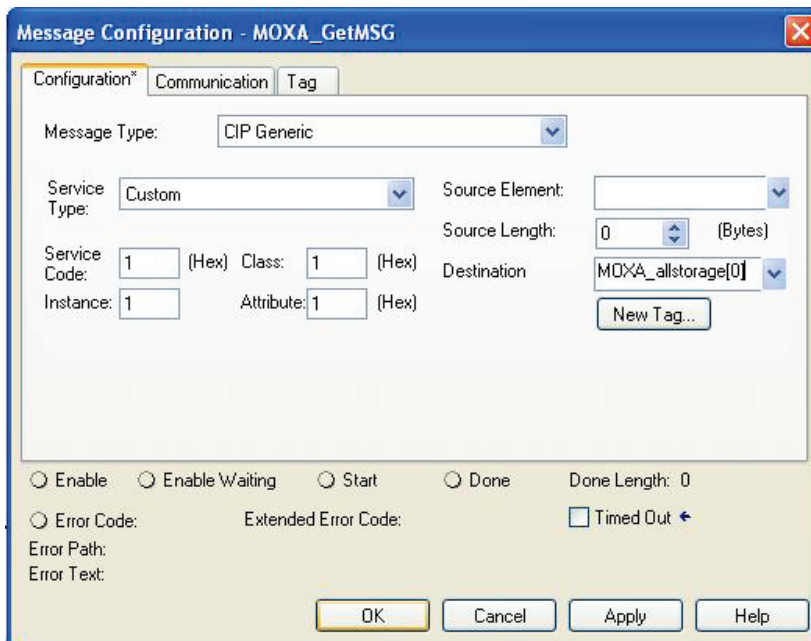 Message Configuration - MOXA_GetMSG
Configuration* Communication Tag
Message Type: CIP Generic
Service Type: Custom
Source Element:
Source Length: 0 (Bytes)
Service Code: 1 (Hex) Class: 1 (Hex)
Destination MOXA_allstorage[0]
Instance: 1 Attribute: 1 (Hex)
New Tag...
Enable Enable Waiting Start Done Done Length: 0
Error Code: Extended Error Code: Timed Out
Error Path:
Error Text:
OK Cancel Apply Help